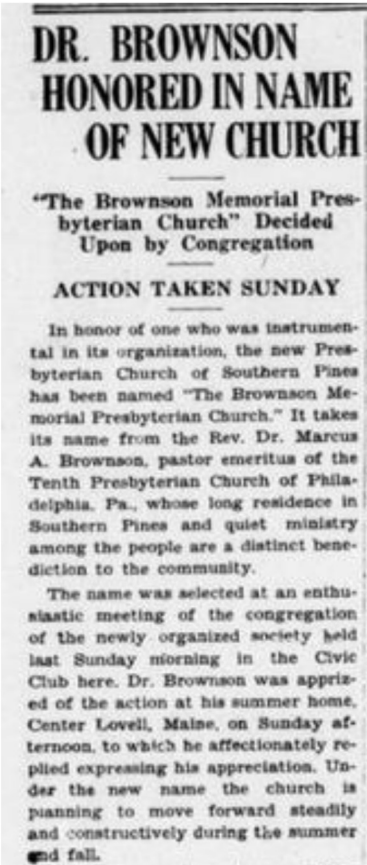 DR. BROWNSON
HONORED IN NAME
OF NEW CHURCH
"The Brownson Memorial Pres-
byterian Church" Decided
Upon by Congregation
ACTION TAKEN SUNDAY
In honor of one who was instrumen-
tal in its organization, the new Pres-
byterian Church of Southern Pines
has been named "The Brownson Me-
morial Presbyterian Church." It takes
its name from the Rev. Dr. Marcus
A. Brownson, pastor emeritus of the
Tenth Presbyterian Church of Phila-
delphia, Pa., whose long residence in
Southern Pines and quiet ministry
among the people are a distinct bene-
diction to the community.
The name was selected at an enthu-
siastic meeting of the congregation
of the newly organized society held
last Sunday morning in the Civic
Club here. Dr. Brownson was appriz-
ed of the action at his summer home,
Center Lovell, Maine, on Sunday af-
ternoon, to which he affectionately re-
plied expressing his appreciation. Un-
der the new name the church is
planning to move forward steadily
and constructively during the summer
and fall.